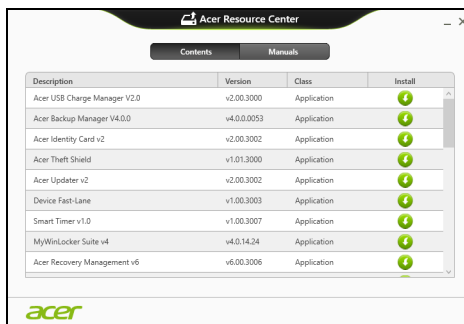 Acer Resource Center
Contents Manuals
Description Version Class Install
Acer USB Charge Manager V2.0 v2.00.3000 Application
Acer Backup Manager V4.0.0 v4.0.0.0053 Application
Acer Identity Card v2 v2.00.3002 Application
Acer Theft Shield v1.01.3000 Application
Acer Updater v2 v2.00.3002 Application
Device Fast-Lane v1.00.3003 Application
Smart Timer v1.0 v1.00.3007 Application
MyWinLocker Suite v4 v4.0.14.24 Application
Acer Recovery Management v6 v6.00.3006 Application
acer